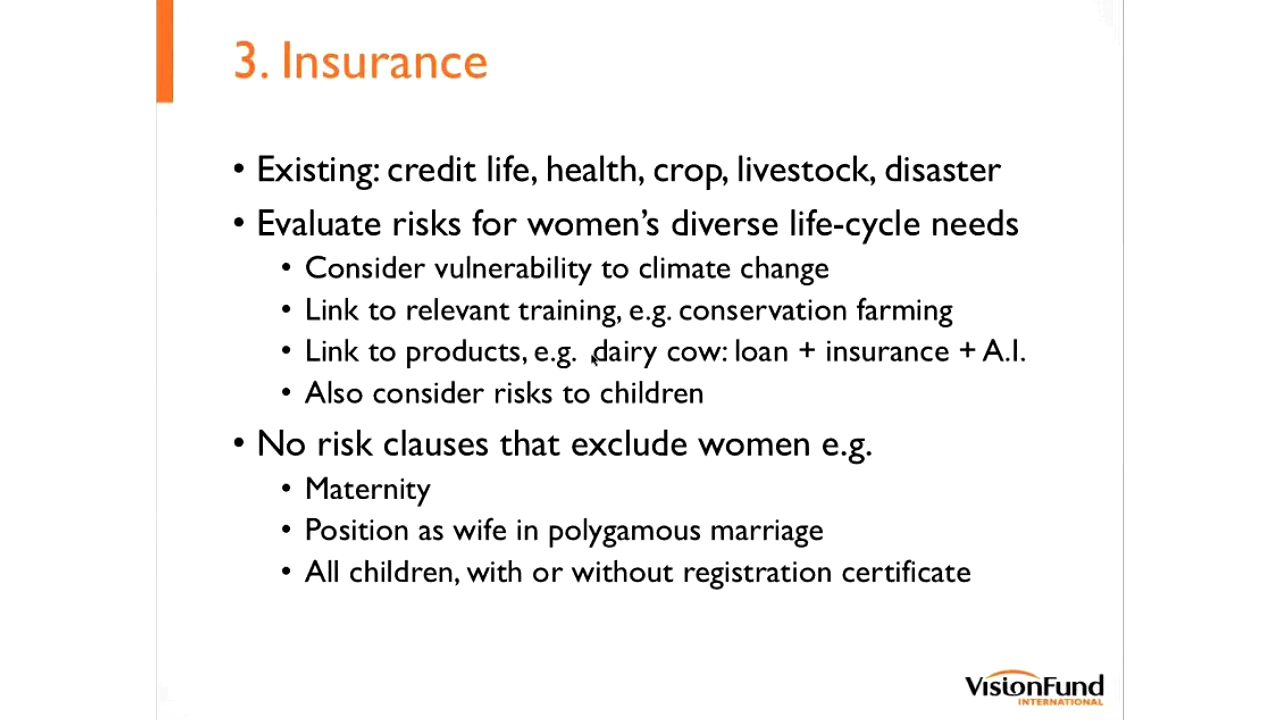 3. Insurance
• Existing: credit life, health, crop, livestock, disaster
• Evaluate risks for women’s diverse life-cycle needs
• Consider vulnerability to climate change
• Link to relevant training, e.g. conservation farming
• Link to products, e.g. dairy cow: loan + insurance + A.I.
• Also consider risks to children
• No risk clauses that exclude women e.g.
• Maternity
• Position as wife in polygamous marriage
• All children, with or without registration certificate
VisionFund
INTERNATIONAL